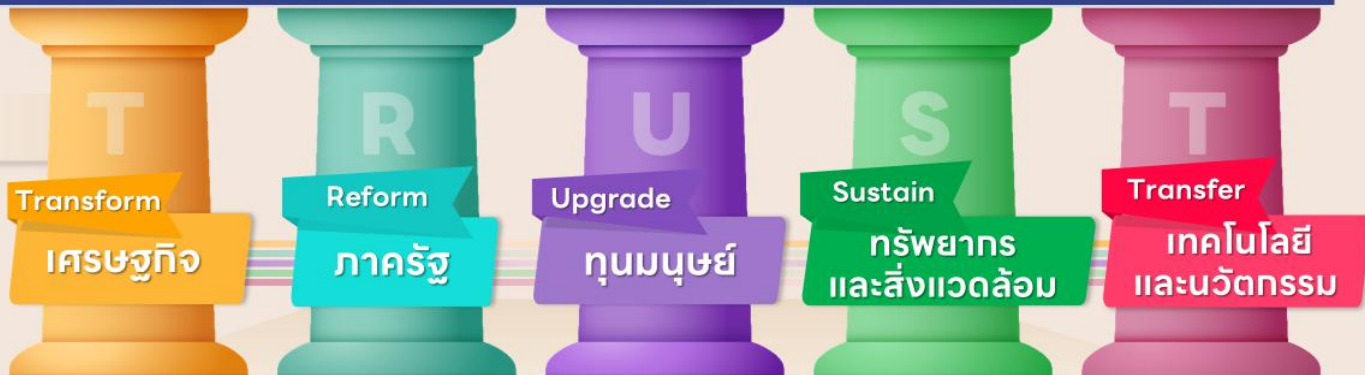 T
Transform
เศรษฐกิจ
R
Reform
ภาครัฐ
U
Upgrade
ทุนมนุษย์
S
Sustain
ทรัพยากร
และสิ่งแวดล้อม
T
Transfer
เทคโนโลยี
และนวัตกรรม